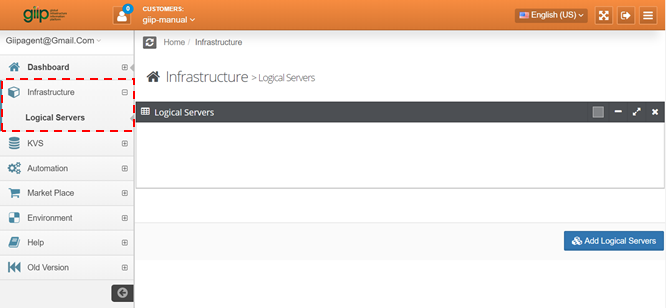 giip
0
CUSTOMERS:
giip-manual
English (US)
Giipagent@Gmail.Com
Home / Infrastructure
Dashboard
Infrastructure > Logical Servers
Infrastructure
Logical Servers
Logical Servers
KVS
Automation
Market Place
Environment
Add Logical Servers
Help
Old Version